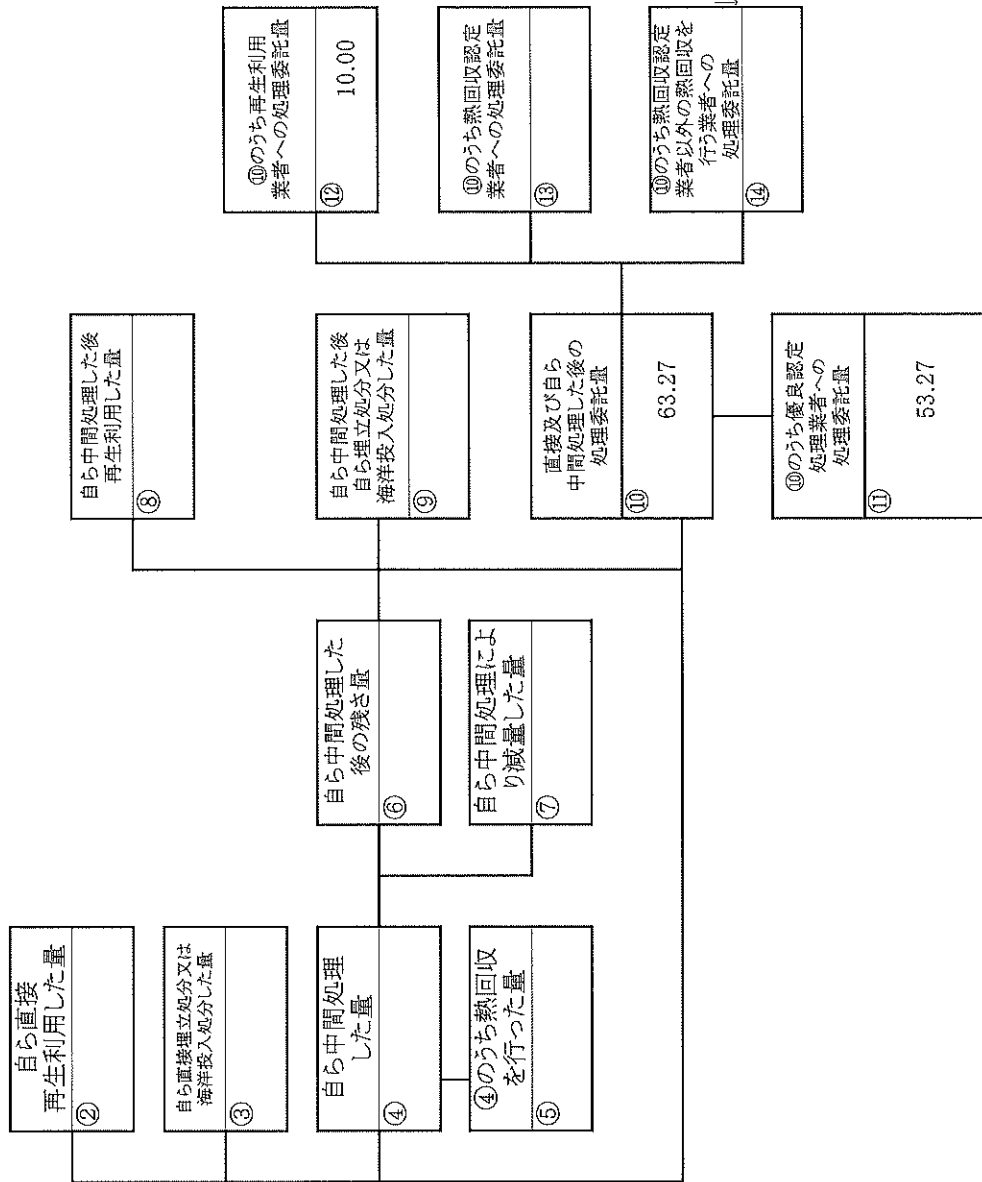 自ら直接
再生利用した量
②
自ら直接埋立処分又は
海洋投入処分した量
③
自ら中間処理
した量
④
④のうち熱回収
を行った量
⑤
自ら中間処理した
後の残さ量
⑥
自ら中間処理によ
り減量した量
⑦
自ら中間処理した後
再生利用した量
⑧
自ら中間処理した後
自ら埋立処分又は
海洋投入処分した量
⑨
直接及び自ら
中間処理した後の
処理委託量
⑩
63.27
⑩のうち優良認定
処理業者への
処理委託量
⑪
53.27
⑩のうち再生利用
業者への処理委託量
⑫
10.00
⑩のうち熱回収認定
業者への処理委託量
⑬
⑩のうち熱回収認定
業者以外の熱回収を
行う業者への
処理委託量
⑭